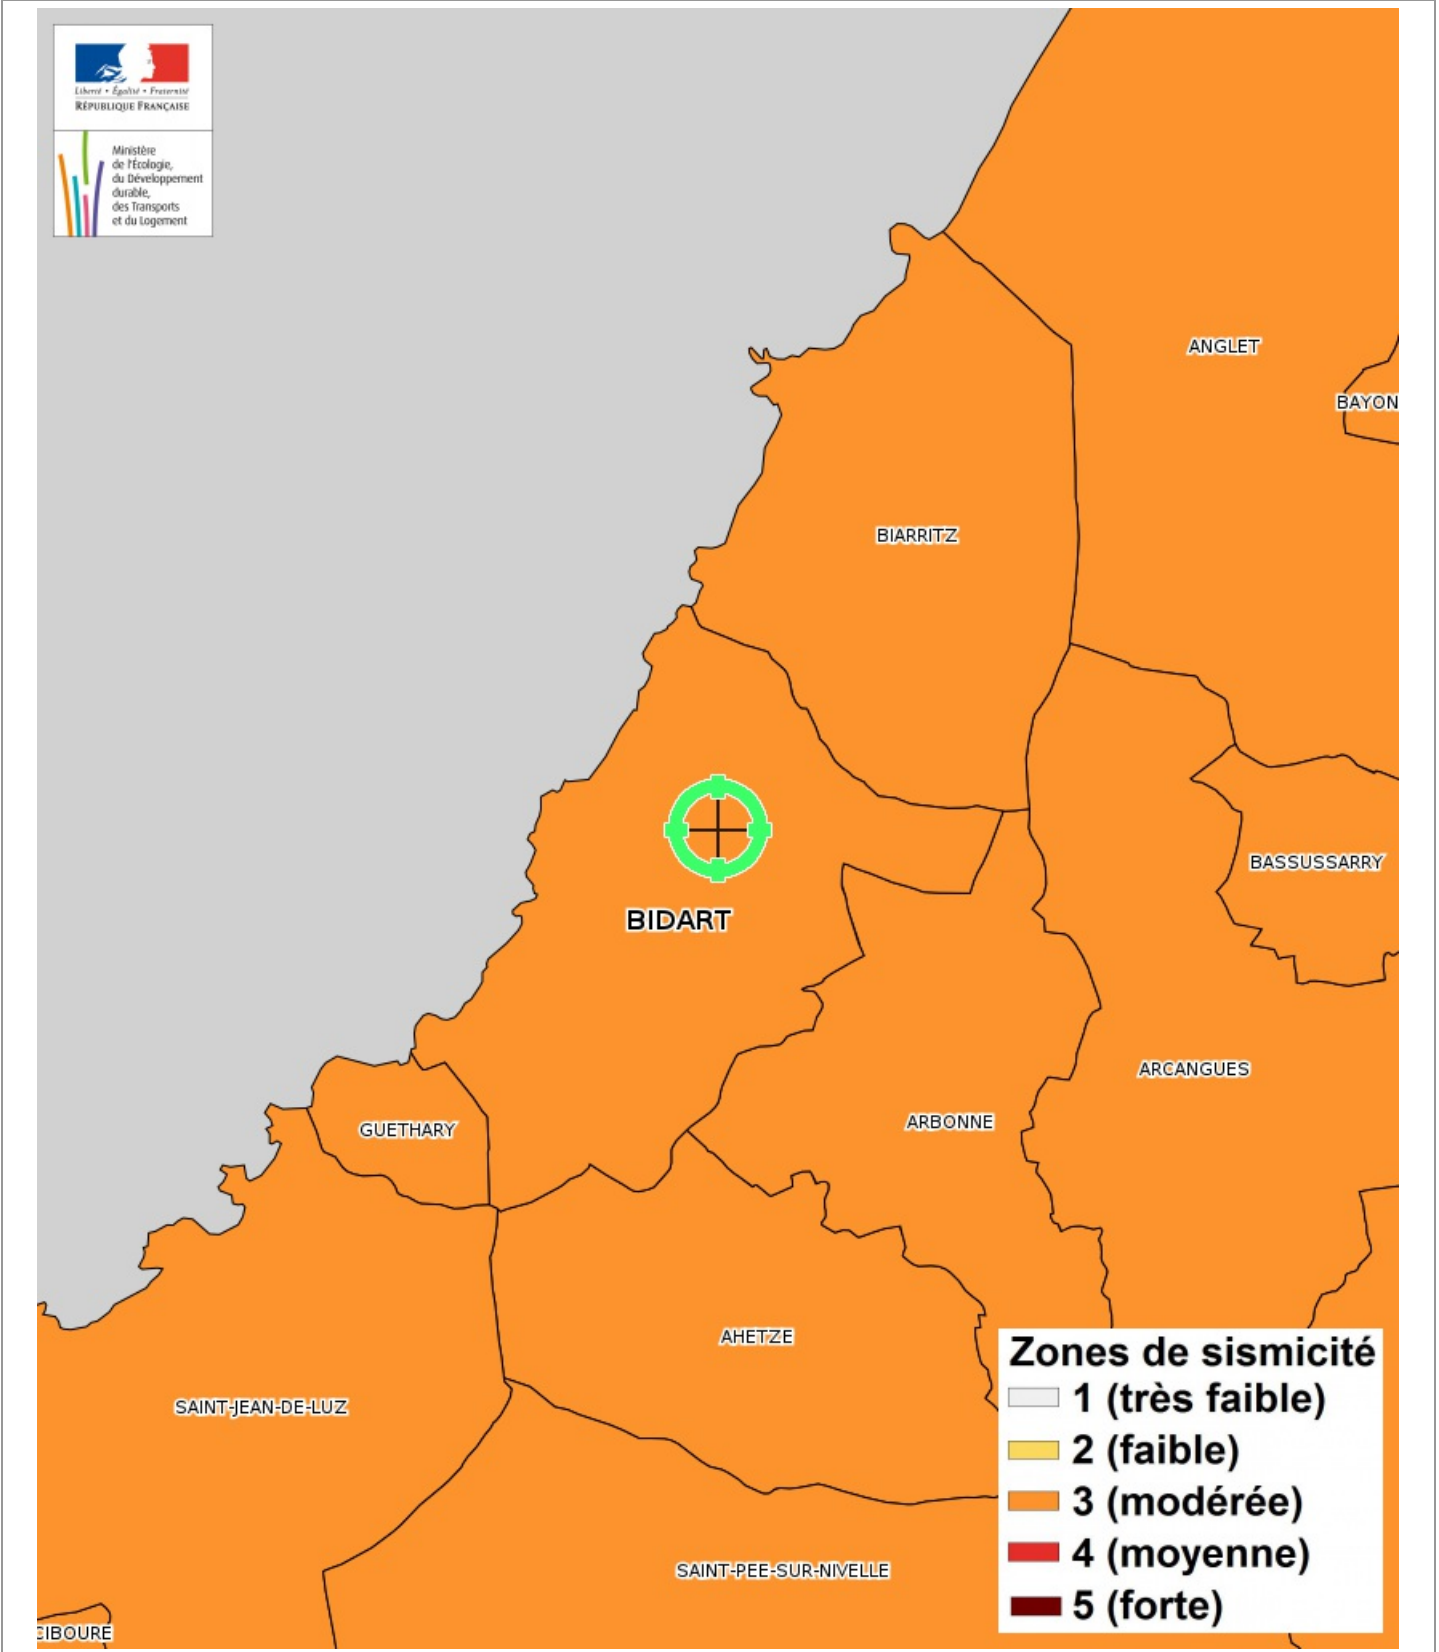 Liberté • Égalité • Fraternité
RÉPUBLIQUE FRANÇAISE
Ministère
de l'Écologie,
du Développement
durable,
des Transports
et du Logement
ANGLET
BAYON
BIARRITZ
BASSUSSARRY
BIDART
ARCANGUES
ARBONNE
GUETHARY
AHETZE
SAINT-JEAN-DE-LUZ
SAINT-PEE-SUR-NIVELLE
CIBOURE
Zones de sismicité
1 (très faible)
2 (faible)
3 (modérée)
4 (moyenne)
5 (forte)